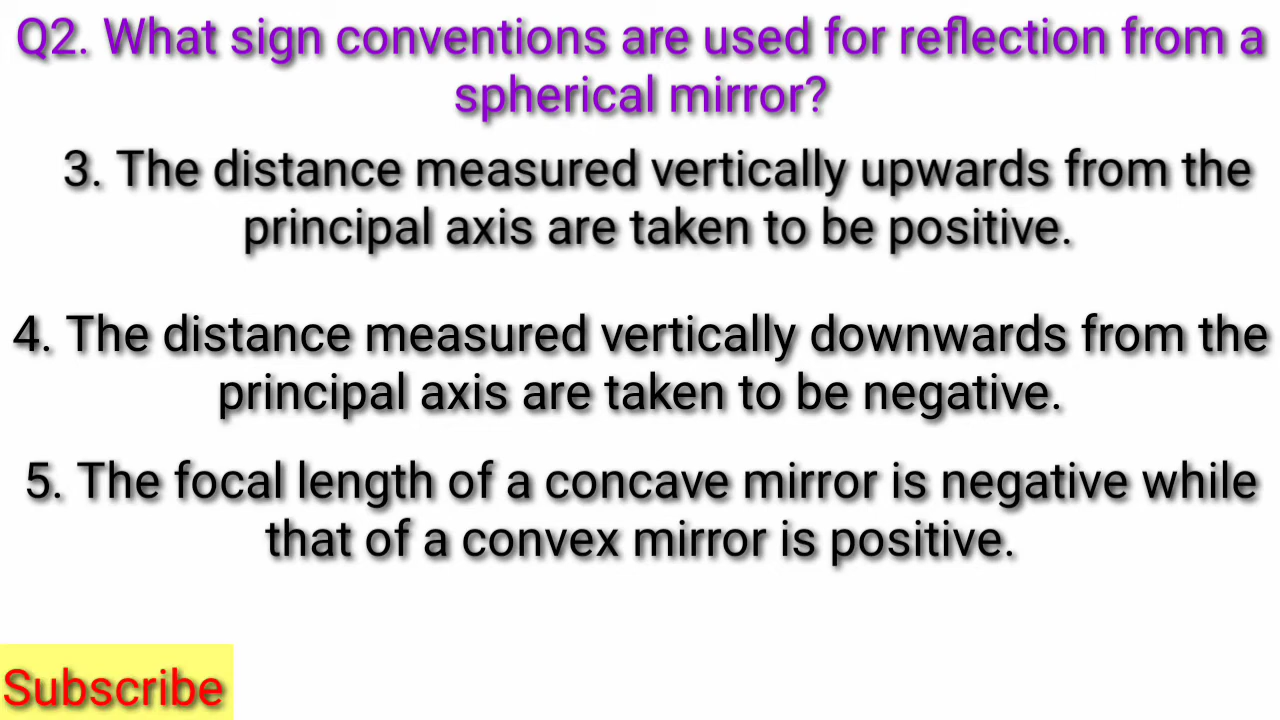 Q2. What sign conventions are used for reflection from a
spherical mirror?
3. The distance measured vertically upwards from the
principal axis are taken to be positive.
4. The distance measured vertically downwards from the
principal axis are taken to be negative.
5. The focal length of a concave mirror is negative while
that of a convex mirror is positive.
Subscribe